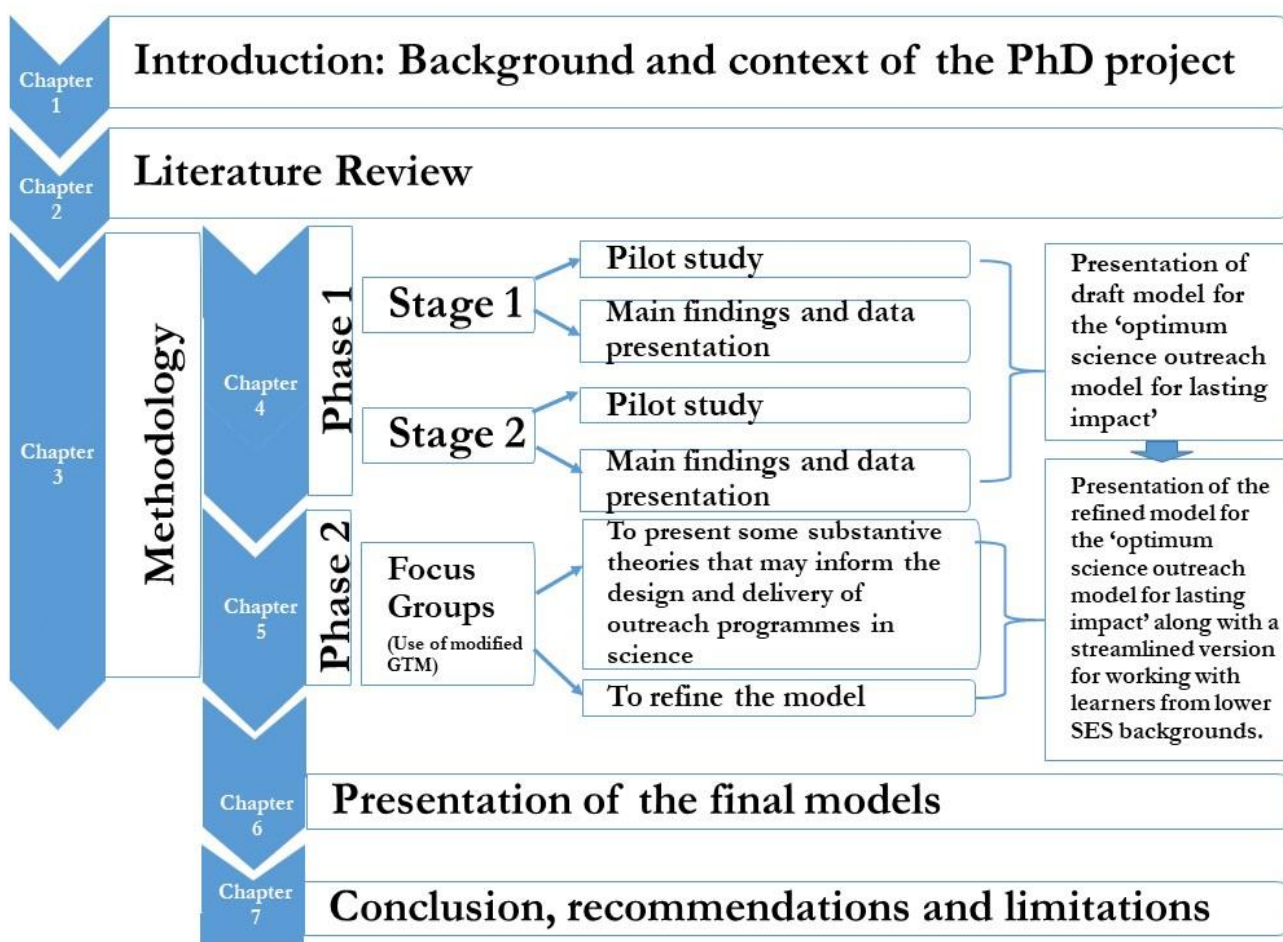 Chapter
1
Introduction: Background and context of the PhD project
Chapter
2
Literature Review
Chapter
3
Methodology
Chapter
4
Phase 1
Stage 1
Pilot study
Main findings and data
presentation
Stage 2
Pilot study
Main findings and data
presentation
Presentation of
draft model for
the ‘optimum
science outreach
model for lasting
impact’
Chapter
5
Phase 2
Focus
Groups
(Use of modified
GTM)
To present some substantive
theories that may inform the
design and delivery of
outreach programmes in
science
To refine the model
Presentation of the
refined model for
the ‘optimum
science outreach
model for lasting
impact’ along with a
streamlined version
for working with
learners from lower
SES backgrounds.
Chapter
6
Presentation of the final models
Chapter
7
Conclusion, recommendations and limitations